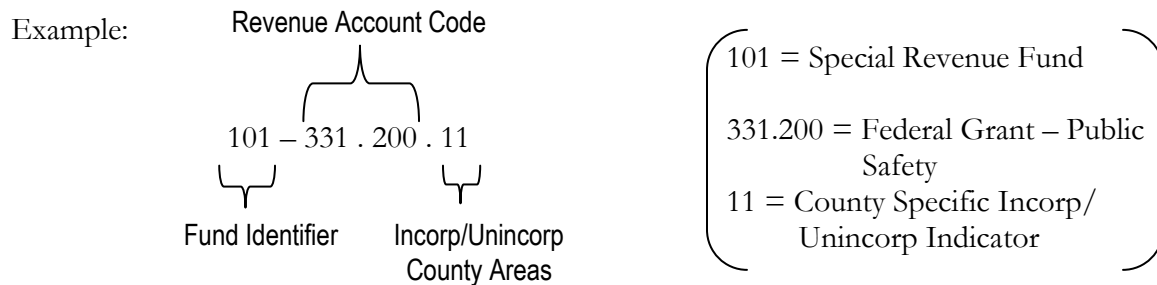 Example:
Revenue Account Code
101 – 331 . 200 . 11
Fund Identifier
Incorp/Unincorp
County Areas
101 = Special Revenue Fund
331.200 = Federal Grant – Public
Safety
11 = County Specific Incorp/
Unincorp Indicator